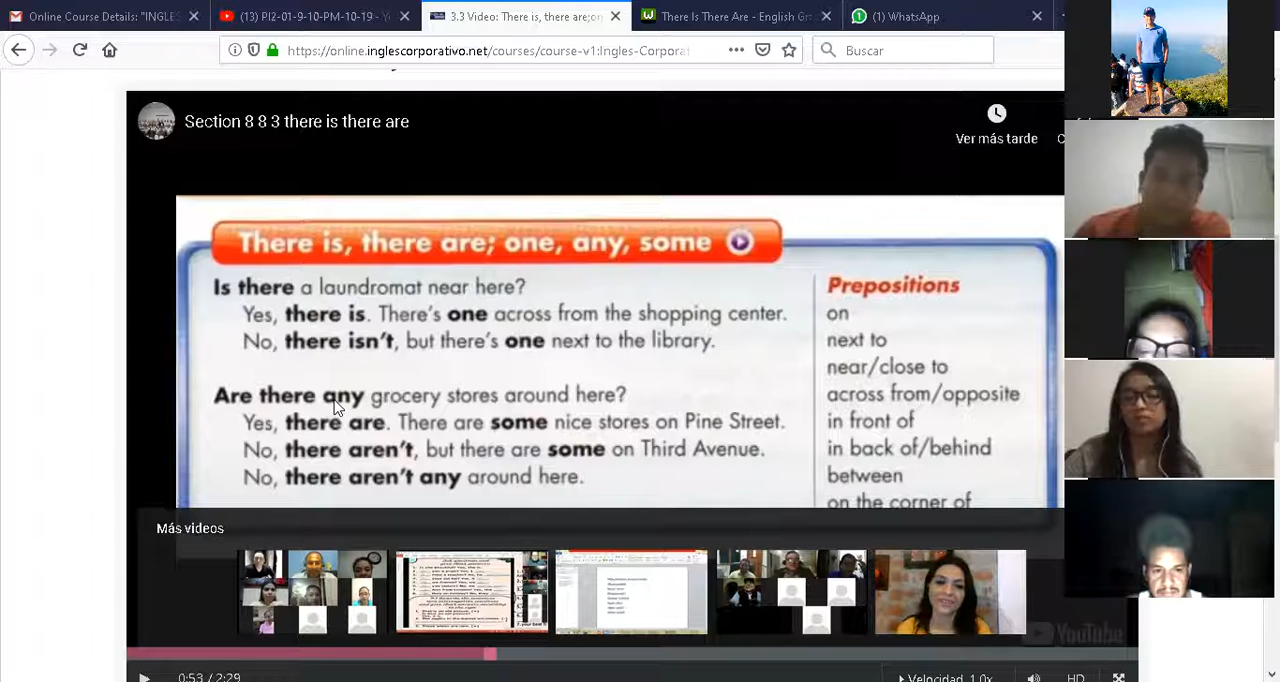 Online Course Details: "INGLES
(13) PI2-01-9-10-PM-10-19 - Y
3.3 Video: There is, there are;on
There Is There Are - English Gr
(1) WhatsApp
https://online.inglescorporativo.net/courses/course-v1:Ingles-Corporat
Buscar
Section 8 8 3 there is there are
Ver más tarde
There is, there are; one, any, some
Is there a laundromat near here?
Yes, there is. There's one across from the shopping center.
No, there isn't, but there's one next to the library.
Are there any grocery stores around here?
Yes, there are. There are some nice stores on Pine Street.
No, there aren't, but there are some on Third Avenue.
No, there aren't any around here.
Prepositions
on
next to
near/close to
across from/opposite
in front of
in back of/behind
between
on the corner of
Más videos
YouTube
0:53 / 2:29
Velocidad 1.0x
HD